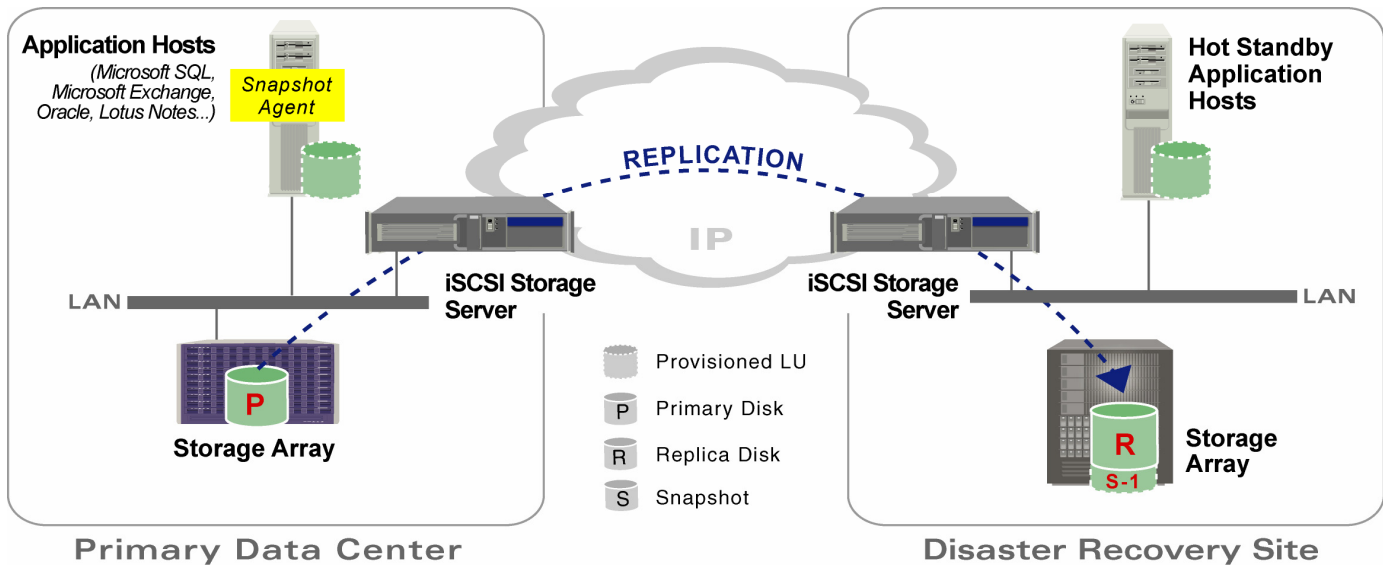 Application Hosts
(Microsoft SQL,
Microsoft Exchange,
Oracle, Lotus Notes...)
Snapshot
Agent
REPLICATION
IP
Hot Standby
Application
Hosts
LAN
iSCSI Storage
Server
iSCSI Storage
Server
LAN
P
Storage Array
Provisioned LU
P
Primary Disk
R
Replica Disk
S
Snapshot
R
S-1
Storage
Array
Primary Data Center
Disaster Recovery Site